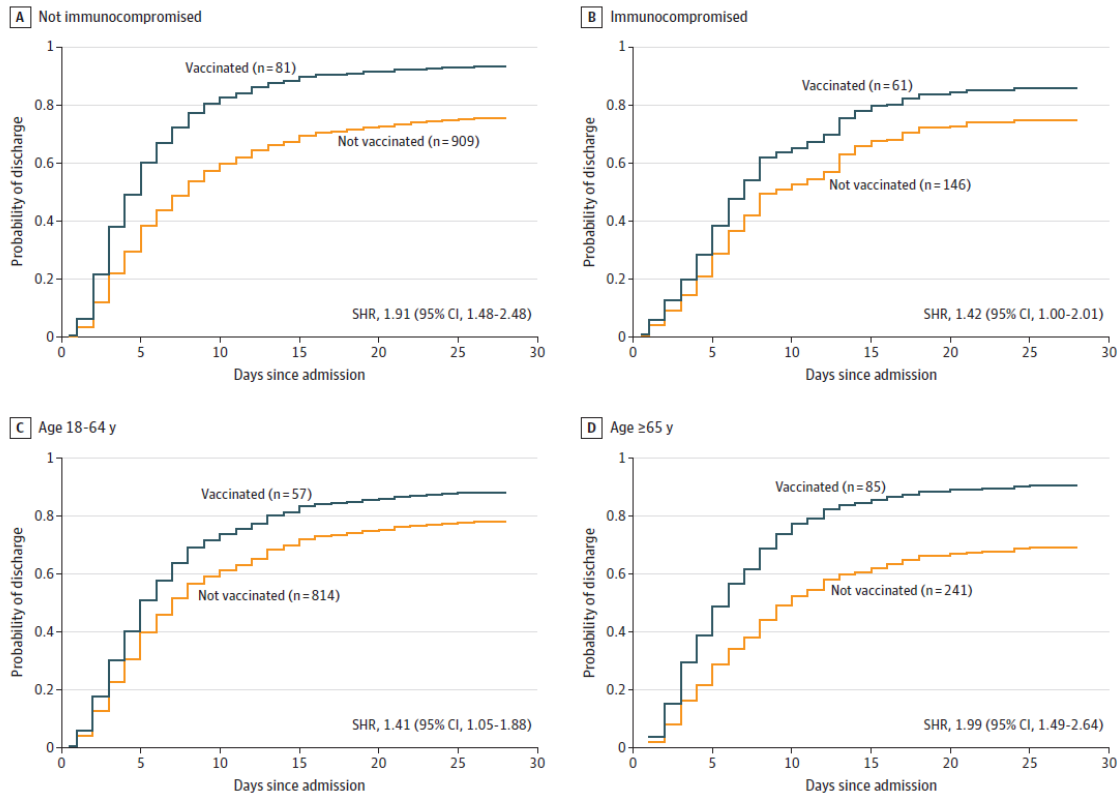 A Not immunocompromised
1
0.8
0.6
0.4
0.2
0
Probability of discharge
Vaccinated (n=81)
Not vaccinated (n=909)
SHR, 1.91 (95% CI, 1.48-2.48)
0 5 10 15 20 25 30
Days since admission
B Immunocompromised
1
0.8
0.6
0.4
0.2
0
Probability of discharge
Vaccinated (n=61)
Not vaccinated (n=146)
SHR, 1.42 (95% CI, 1.00-2.01)
0 5 10 15 20 25 30
Days since admission
C Age 18-64 y
1
0.8
0.6
0.4
0.2
0
Probability of discharge
Vaccinated (n=57)
Not vaccinated (n=814)
SHR, 1.41 (95% CI, 1.05-1.88)
0 5 10 15 20 25 30
Days since admission
D Age ≥65 y
1
0.8
0.6
0.4
0.2
0
Probability of discharge
Vaccinated (n=85)
Not vaccinated (n=241)
SHR, 1.99 (95% CI, 1.49-2.64)
0 5 10 15 20 25 30
Days since admission